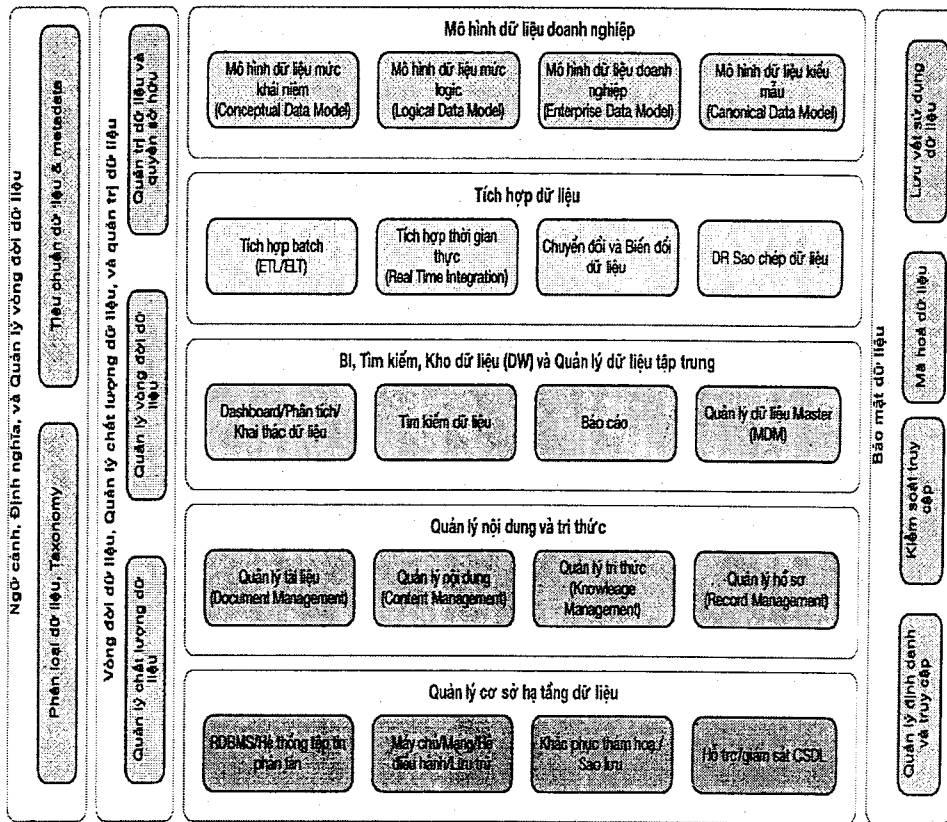 Ngữ cảnh, Định nghĩa, và Quản lý vòng đời dữ liệu
Tiêu chuẩn dữ liệu & metadata
Phân loại dữ liệu, Taxonomy
Vòng đời dữ liệu, Quản lý chất lượng dữ liệu, và quản trị dữ liệu
Quản trị dữ liệu và
quyền sở hữu
Quản lý vòng đời dữ
liệu
Quản lý chất lượng dữ
liệu
Mô hình dữ liệu doanh nghiệp
Mô hình dữ liệu mức
khái niệm
(Conceptual Data Model)
Mô hình dữ liệu mức
logic
(Logical Data Model)
Mô hình dữ liệu doanh
nghiệp
(Enterprise Data Model)
Mô hình dữ liệu kiểu
mẫu
(Canonical Data Model)
Tích hợp dữ liệu
Tích hợp batch
(ETL/ELT)
Tích hợp thời gian
thực
(Real Time Integration)
Chuyển đổi và Biến đổi
dữ liệu
DR Sao chép dữ liệu
BI, Tìm kiếm, Kho dữ liệu (DW) và Quản lý dữ liệu tập trung
Dashboard/Phân tích/
Khai thác dữ liệu
Tìm kiếm dữ liệu
Báo cáo
Quản lý dữ liệu Master
(MDM)
Quản lý nội dung và tri thức
Quản lý tài liệu
(Document Management)
Quản lý nội dung
(Content Management)
Quản lý tri thức
(Knowleage
Management)
Quản lý hồ sơ
(Record Management)
Quản lý cơ sở hạ tầng dữ liệu
RDBMS/Hệ thống tệp tin
phân tán
Máy chủ/Mạng/Hệ
điều hành/Lưu trữ
Khắc phục thảm hoạ/
Sao lưu
Hỗ trợ/giám sát CSDL
Bảo mật dữ liệu
Lưu vết sử dụng
dữ liệu
Mã hoá dữ liệu
Kiểm soát truy
cập
Quản lý định danh
và truy cập